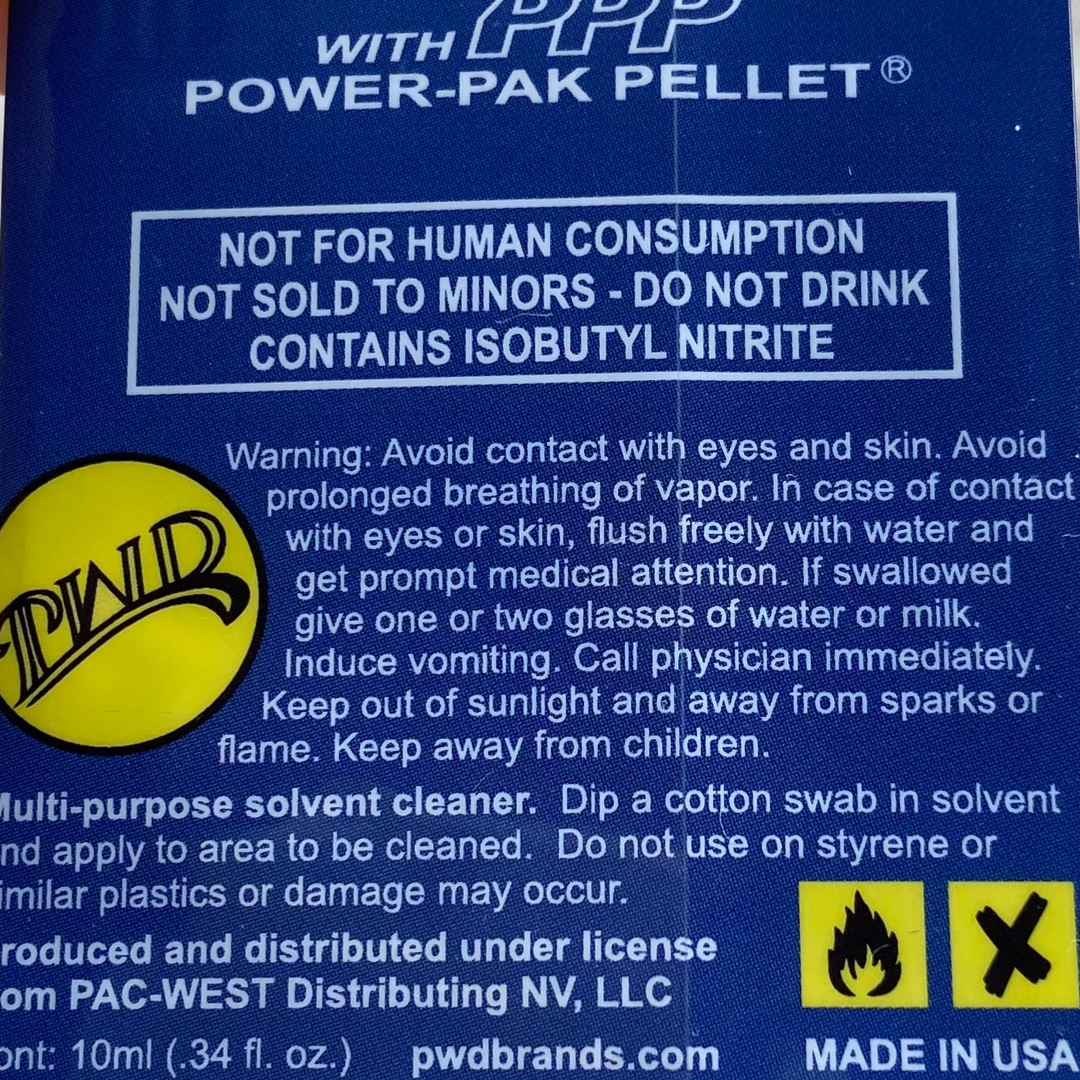 WITH PPP
POWER-PAK PELLET®
NOT FOR HUMAN CONSUMPTION
NOT SOLD TO MINORS - DO NOT DRINK
CONTAINS ISOBUTYL NITRITE
Warning: Avoid contact with eyes and skin. Avoid
prolonged breathing of vapor. In case of contact
with eyes or skin, flush freely with water and
get prompt medical attention. If swallowed
give one or two glasses of water or milk.
Induce vomiting. Call physician immediately.
Keep out of sunlight and away from sparks or
flame. Keep away from children.
PWD
Multi-purpose solvent cleaner. Dip a cotton swab in solvent
nd apply to area to be cleaned. Do not use on styrene or
imilar plastics or damage may occur.
roduced and distributed under license
om PAC-WEST Distributing NV, LLC
ont: 10ml (.34 fl. oz.) pwdbrands.com MADE IN USA